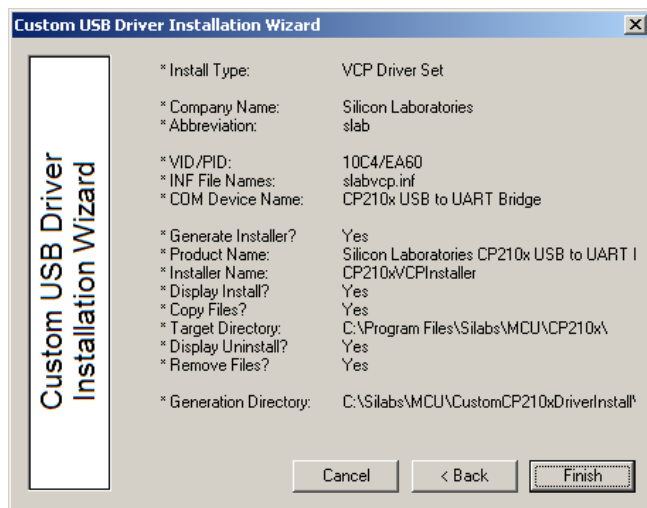 Custom USB Driver Installation Wizard
Custom USB Driver
Installation Wizard
* Install Type: VCP Driver Set
* Company Name: Silicon Laboratories
* Abbreviation: slab
* VID/PID: 10C4/EA60
* INF File Names: slabvcp.inf
* COM Device Name: CP210x USB to UART Bridge
* Generate Installer? Yes
* Product Name: Silicon Laboratories CP210x USB to UART
* Installer Name: CP210xVCPInstaller
* Display Install? Yes
* Copy Files? Yes
* Target Directory: C:\Program Files\Silabs\MCU\CP210x\
* Display Uninstall? Yes
* Remove Files? Yes
* Generation Directory: C:\Silabs\MCU\CustomCP210xDriverInstall\
Cancel < Back Finish